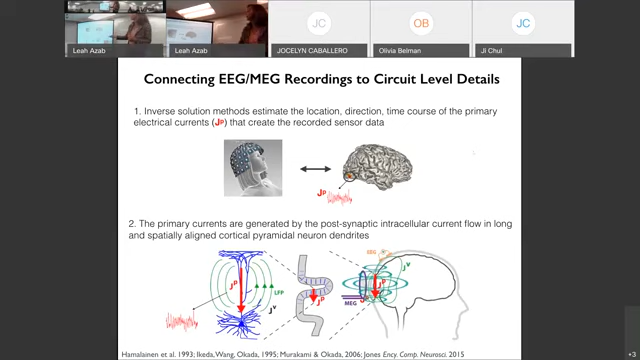 JC
OB
JC
Leah Azab
Leah Azab
JOCELYN CABALLERO
Olivia Belman
JI Chul
Connecting EEG/MEG Recordings to Circuit Level Details
1. Inverse solution methods estimate the location, direction, time course of the primary
electrical currents (Jp) that create the recorded sensor data
Jp
2. The primary currents are generated by the post-synaptic intracellular current flow in long
and spatially aligned cortical pyramidal neuron dendrites
EEG
Jv
Jp
Jp
LFP
Jp
Jv
MEG
Hamalainen et al. 1993; Ikeda, Wang, Okada, 1995; Murakami & Okada, 2006; Jones Ency. Comp. Neurosci. 2015
+3